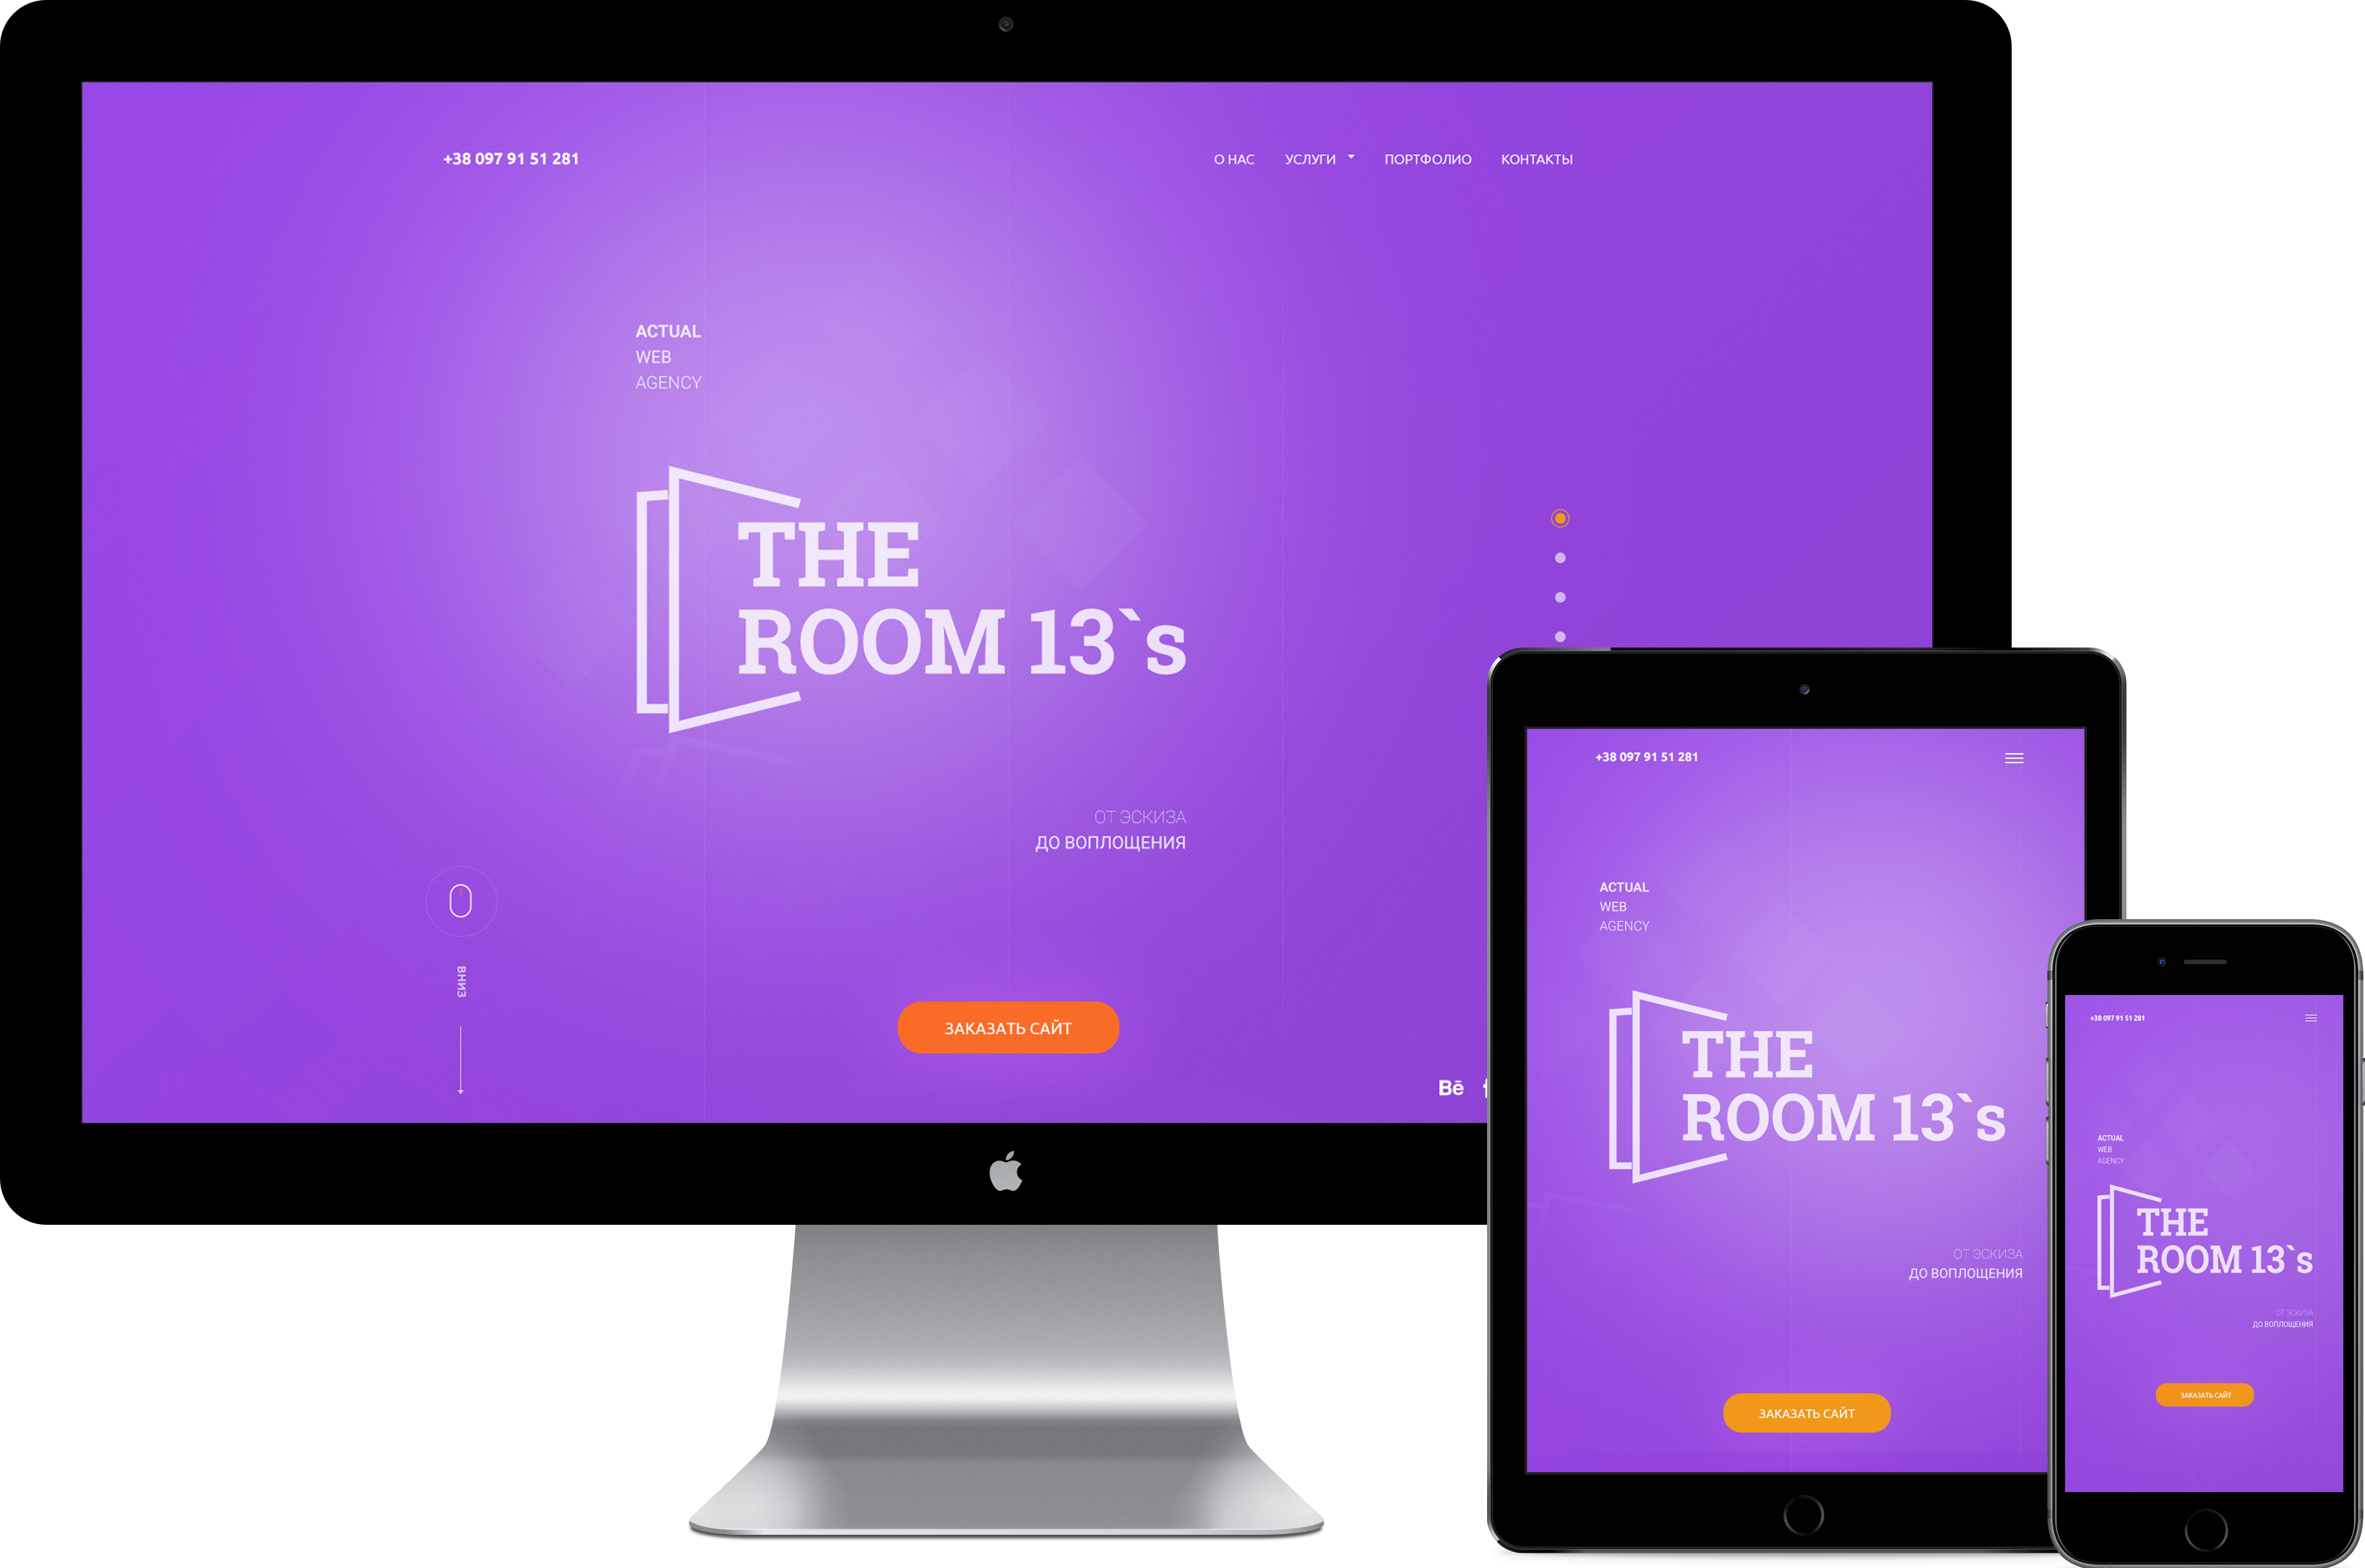 +38 097 91 51 281
О НАС УСЛУГИ ПОРТФОЛИО КОНТАКТЫ
ACTUAL
WEB
AGENCY
THE
ROOM 13`s
ОТ ЭСКИЗА
ДО ВОПЛОЩЕНИЯ
ВНИЗ
ЗАКАЗАТЬ САЙТ
Bē
+38 097 91 51 281
ACTUAL
WEB
AGENCY
THE
ROOM 13`s
ОТ ЭСКИЗА
ДО ВОПЛОЩЕНИЯ
ЗАКАЗАТЬ САЙТ
+38 097 91 51 281
ACTUAL
WEB
AGENCY
THE
ROOM 13`s
ОТ ЭСКИЗА
ДО ВОПЛОЩЕНИЯ
ЗАКАЗАТЬ САЙТ